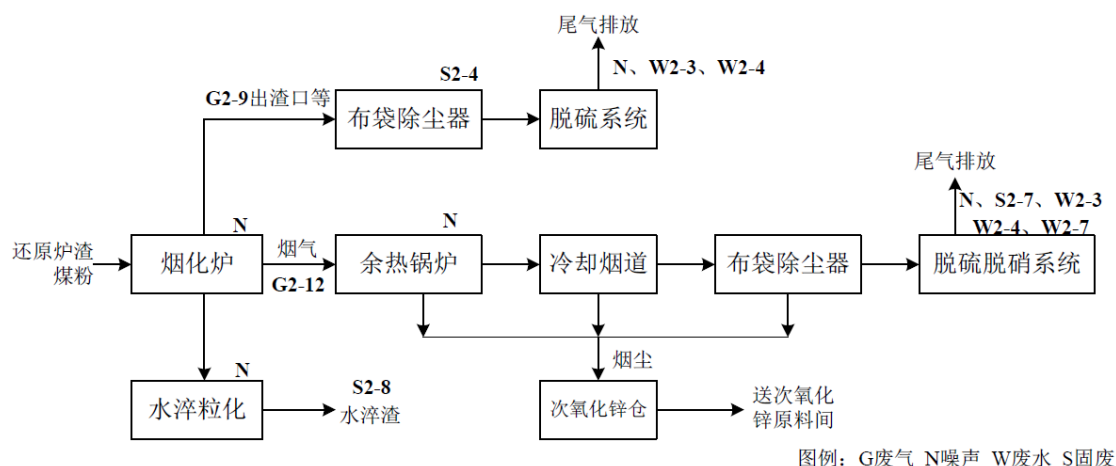 尾气排放
N、W2-3、W2-4
S2-4
G2-9出渣口等
布袋除尘器
脱硫系统
尾气排放
N、S2-7、W2-3
W2-4、W2-7
N
N
还原炉渣
煤粉
烟化炉
烟气
G2-12
余热锅炉
冷却烟道
布袋除尘器
脱硫脱硝系统
烟尘
N
水淬粒化
S2-8
水淬渣
次氧化锌仓
送次氧化
锌原料间
图例：G废气 N噪声 W废水 S固废